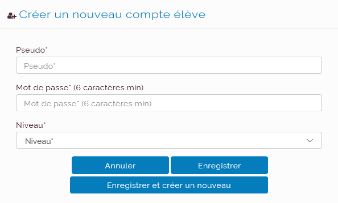 Créer un nouveau compte élève
Pseudo*
Pseudo*
Mot de passe* (6 caractères min)
Mot de passe* (6 caractères min)
Niveau*
Niveau*
Annuler
Enregistrer
Enregistrer et créer un nouveau